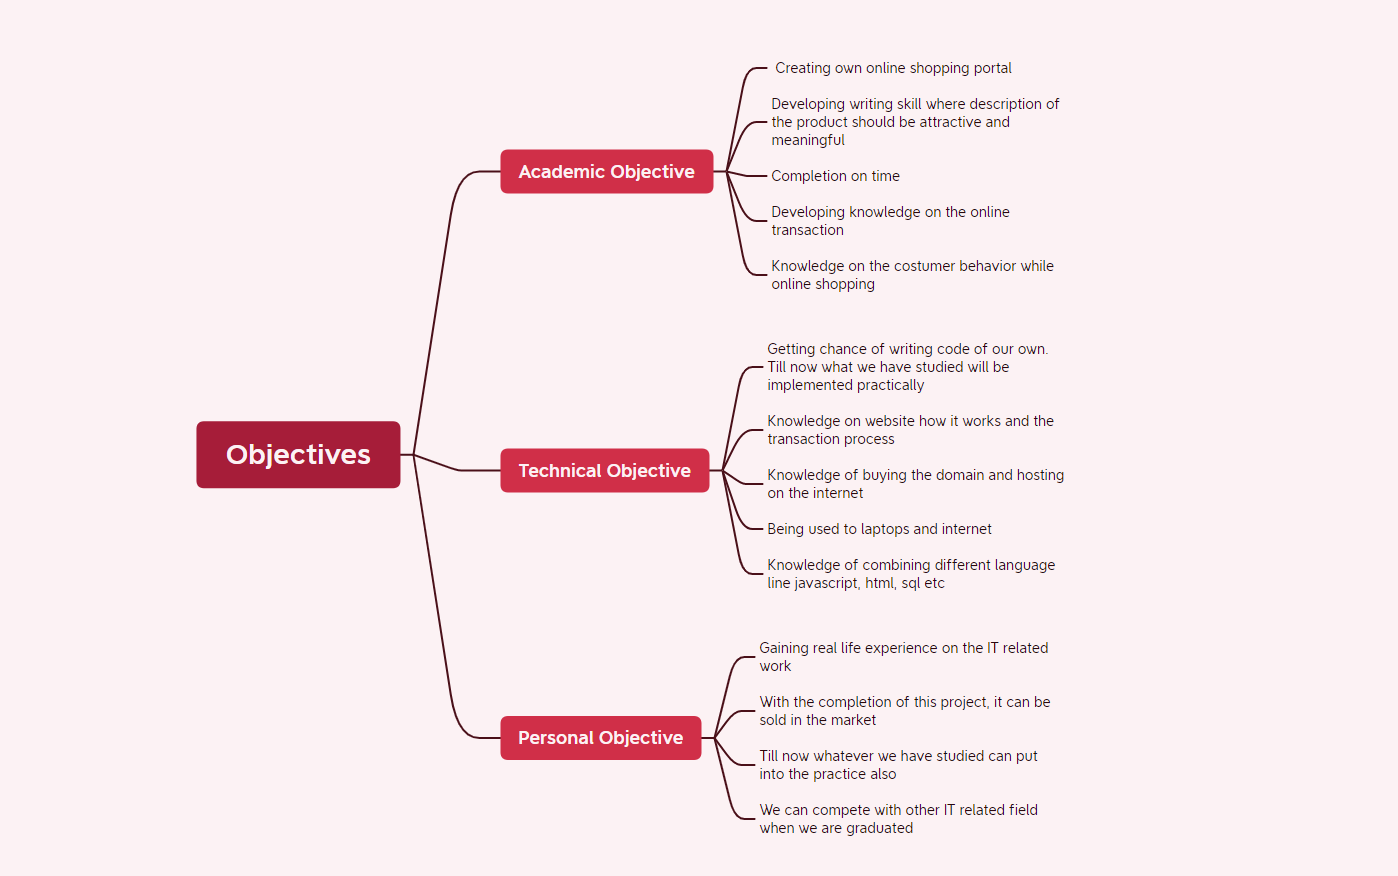 Objectives
Academic Objective
Creating own online shopping portal
Developing writing skill where description of
the product should be attractive and
meaningful
Completion on time
Developing knowledge on the online
transaction
Knowledge on the costumer behavior while
online shopping
Technical Objective
Getting chance of writing code of our own.
Till now what we have studied will be
implemented practically
Knowledge on website how it works and the
transaction process
Knowledge of buying the domain and hosting
on the internet
Being used to laptops and internet
Knowledge of combining different language
line javascript, html, sql etc
Personal Objective
Gaining real life experience on the IT related
work
With the completion of this project, it can be
sold in the market
Till now whatever we have studied can put
into the practice also
We can compete with other IT related field
when we are graduated